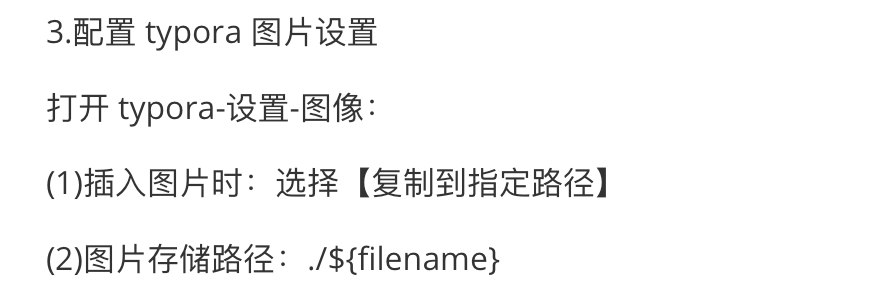 3.配置 typora 图片设置
打开 typora-设置-图像：
(1)插入图片时：选择【复制到指定路径】
(2)图片存储路径：./${filename}